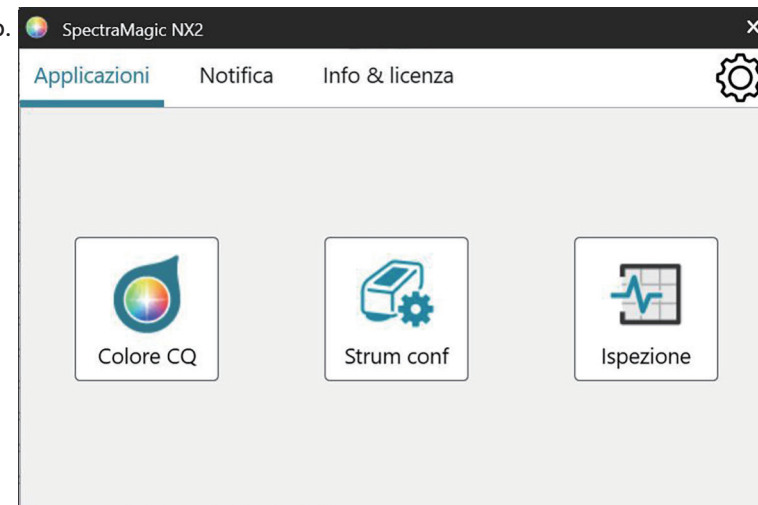 SpectraMagic NX2
Applicazioni Notifica Info & licenza
Colore CQ Strum conf Ispezione